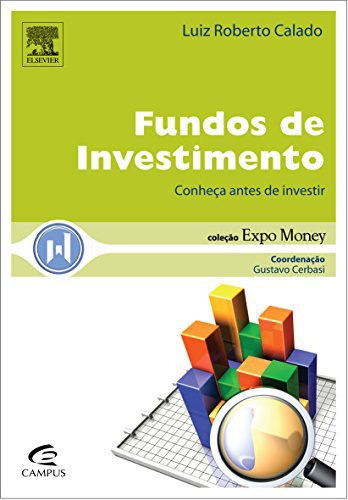 ELSEVIER
Luiz Roberto Calado
Fundos de
Investimento
Conheça antes de investir
coleção Expo Money
Coordenação
Gustavo Cerbasi
CAMPUS